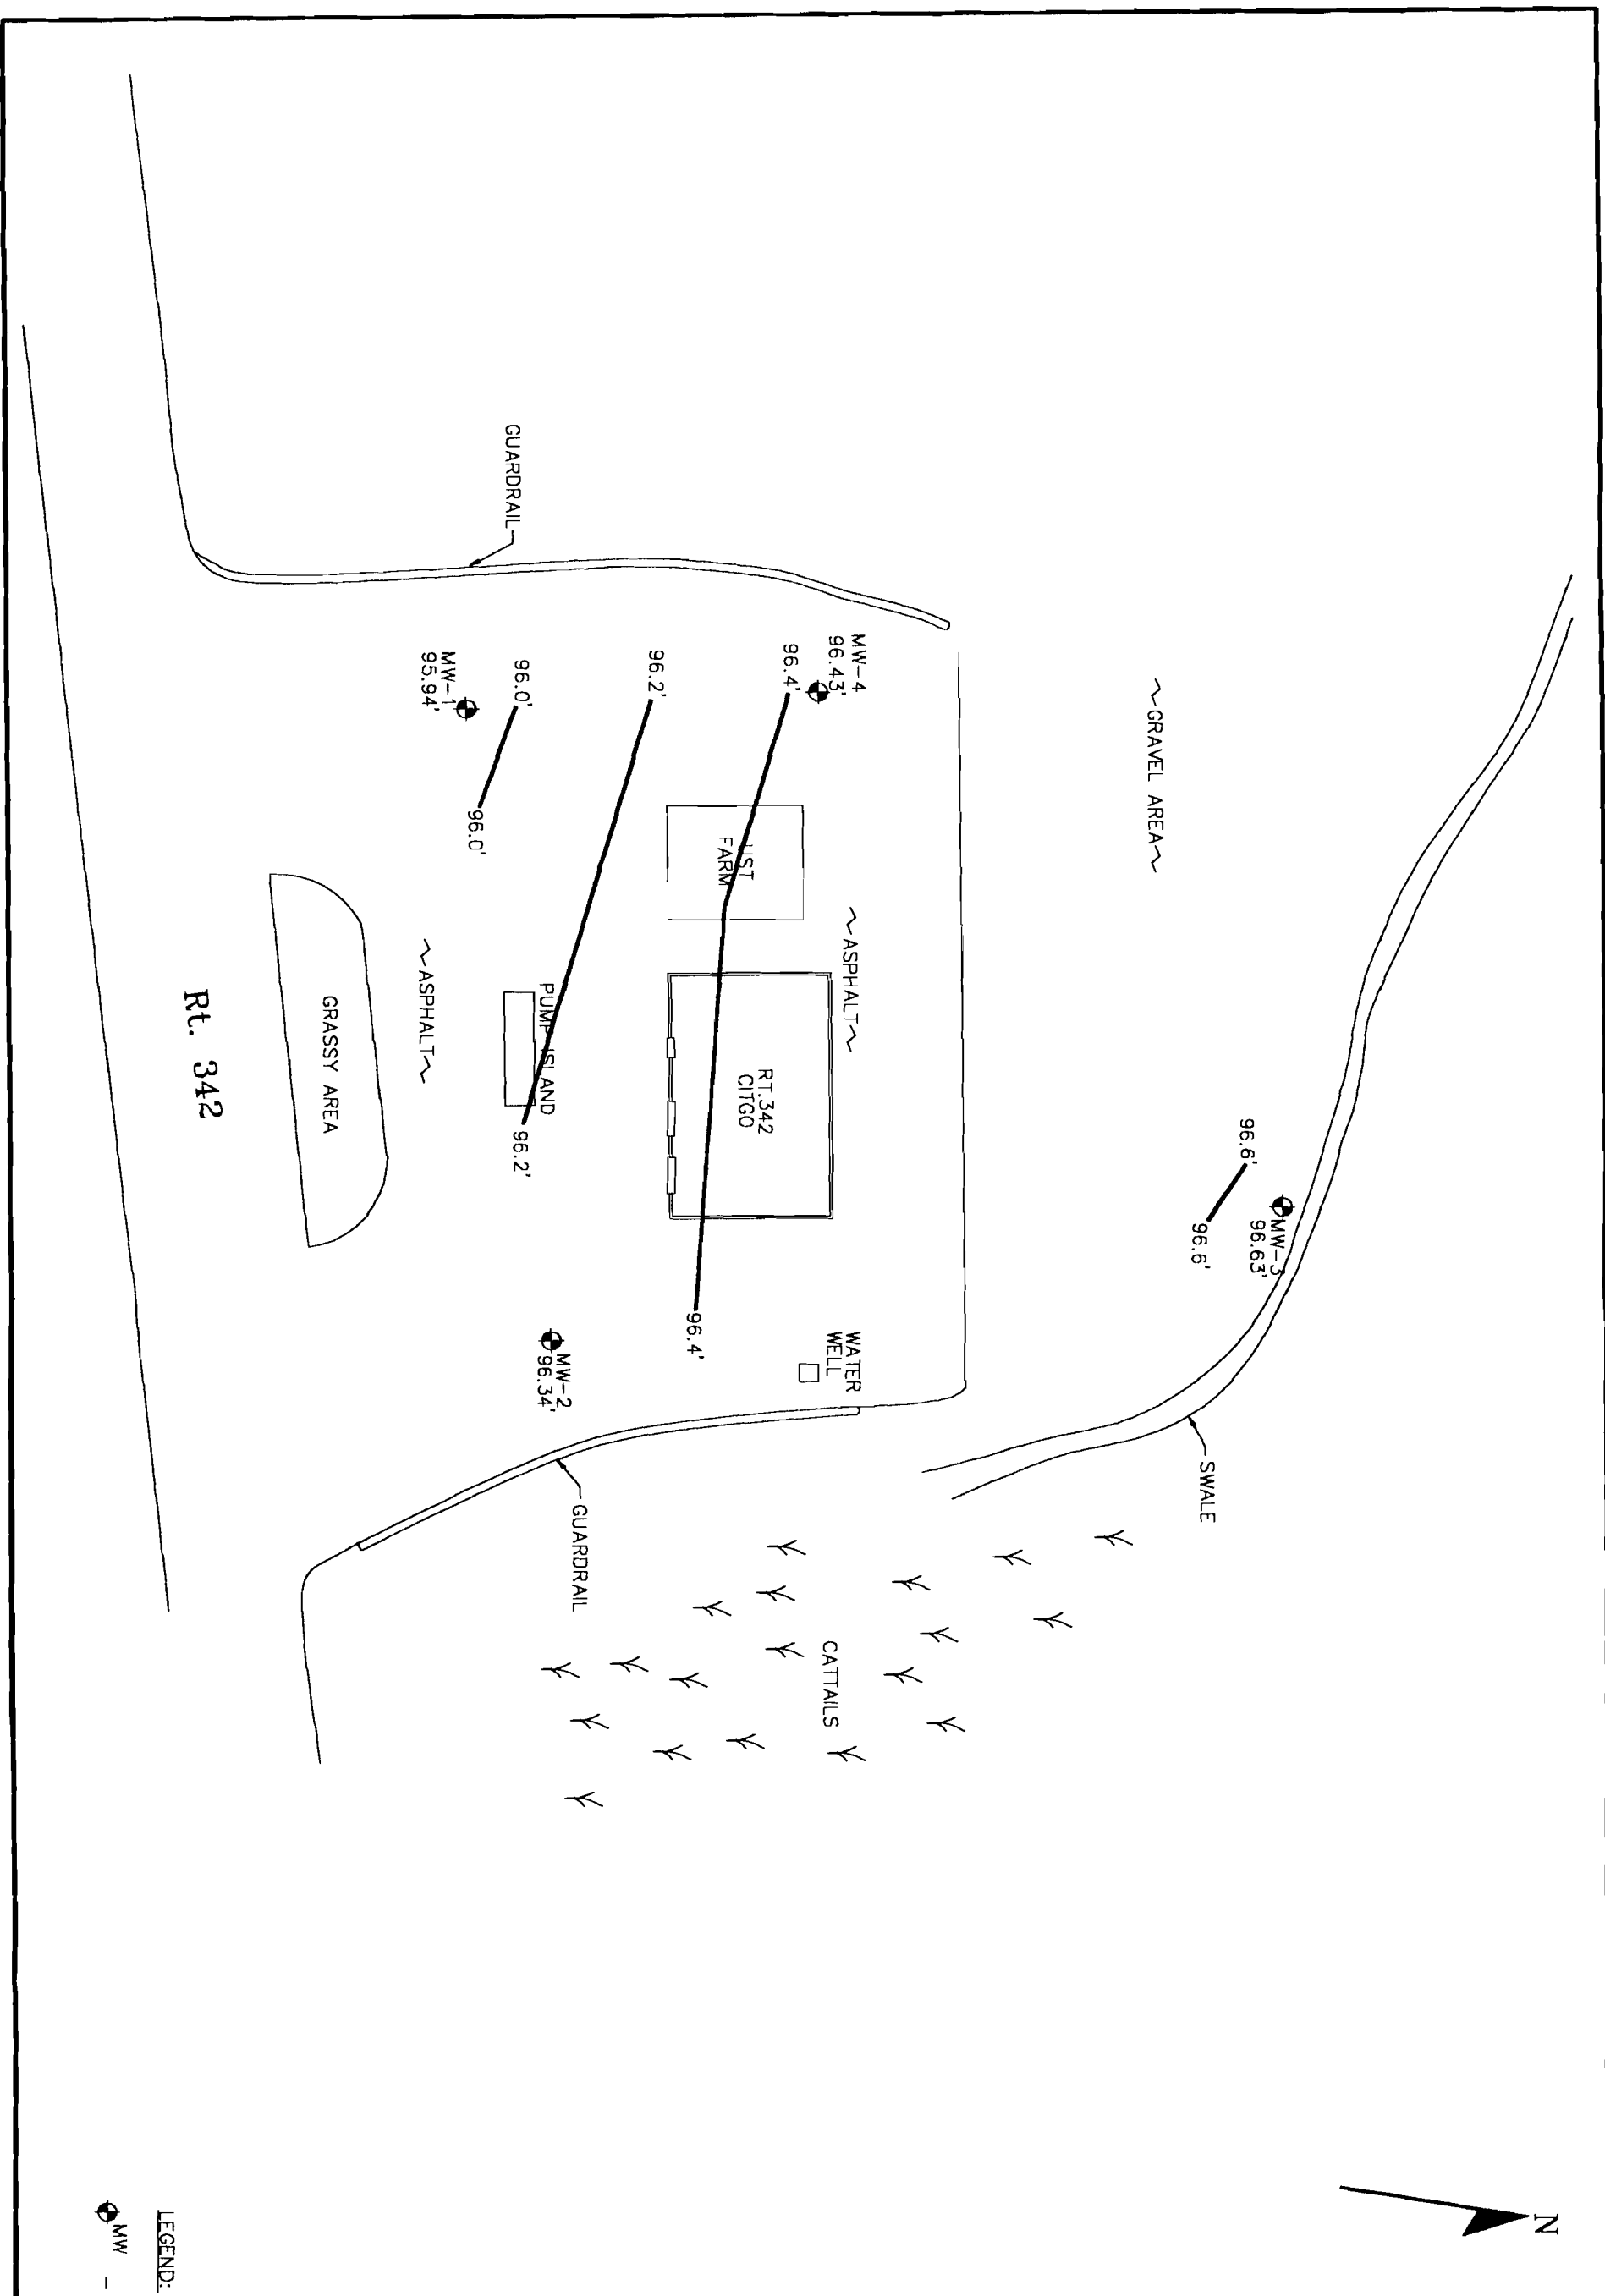 N
SWALE
~GRAVEL AREA~
96.6'
MW-3
96.63'
96.6'
MW-4
96.43'
96.4'
~ASPHALT~
WATER
WELL
UST
FARM
RT.342
CITGO
96.4'
CATTAILS
96.2'
GUARDRAIL
96.0'
PUMP ISLAND
MW-2
96.34'
GUARDRAIL
96.2'
MW-1
95.94'
96.0'
~ASPHALT~
GRASSY AREA
Rt. 342
LEGEND:
MW –